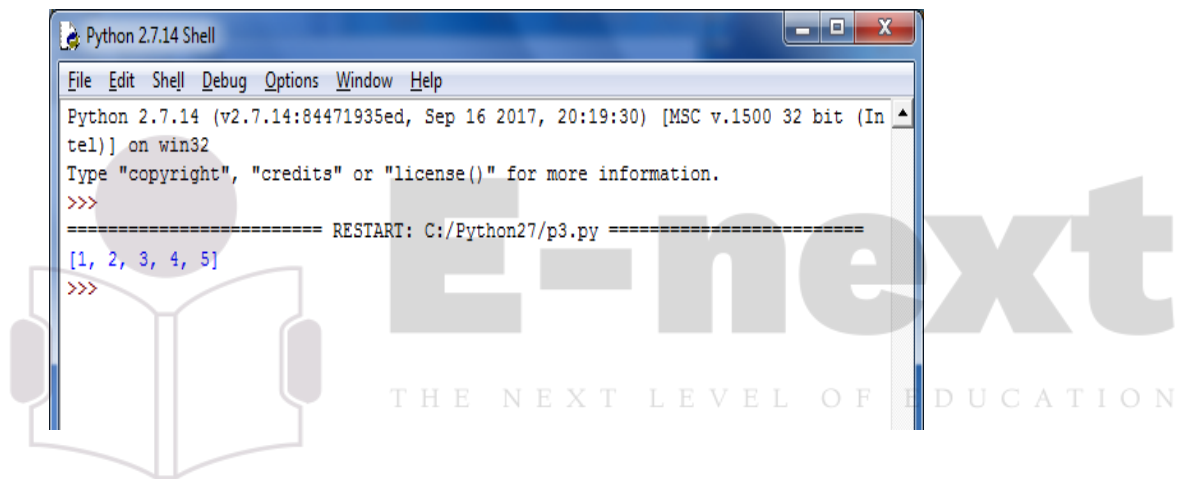 Python 2.7.14 Shell
File Edit Shell Debug Options Window Help
Python 2.7.14 (v2.7.14:84471935ed, Sep 16 2017, 20:19:30) [MSC v.1500 32 bit (In
tel)] on win32
Type "copyright", "credits" or "license()" for more information.
>>>
========================= RESTART: C:/Python27/p3.py =========================
[1, 2, 3, 4, 5]
>>>
E-next
THE NEXT LEVEL OF EDUCATION